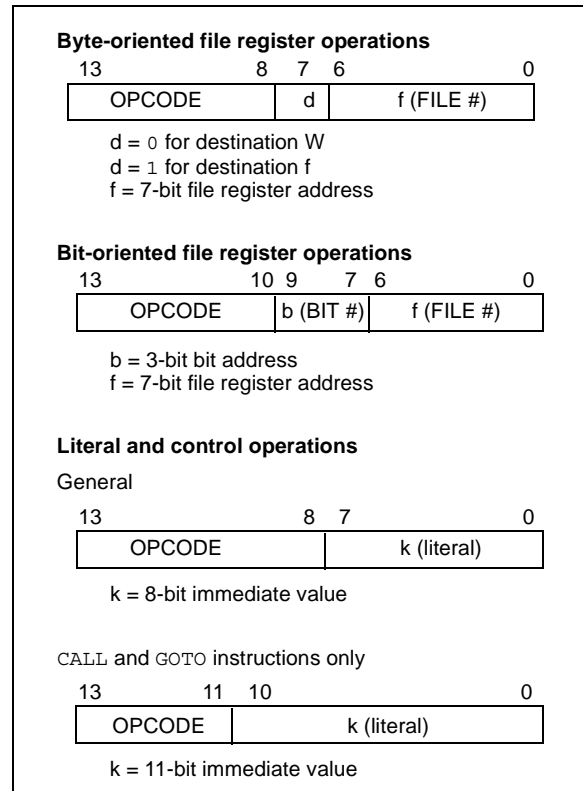 Byte-oriented file register operations
13 8 7 6 0
OPCODE d f (FILE #)
d = 0 for destination W
d = 1 for destination f
f = 7-bit file register address
Bit-oriented file register operations
13 10 9 7 6 0
OPCODE b (BIT #) f (FILE #)
b = 3-bit bit address
f = 7-bit file register address
Literal and control operations
General
13 8 7 0
OPCODE k (literal)
k = 8-bit immediate value
CALL and GOTO instructions only
13 11 10 0
OPCODE k (literal)
k = 11-bit immediate value